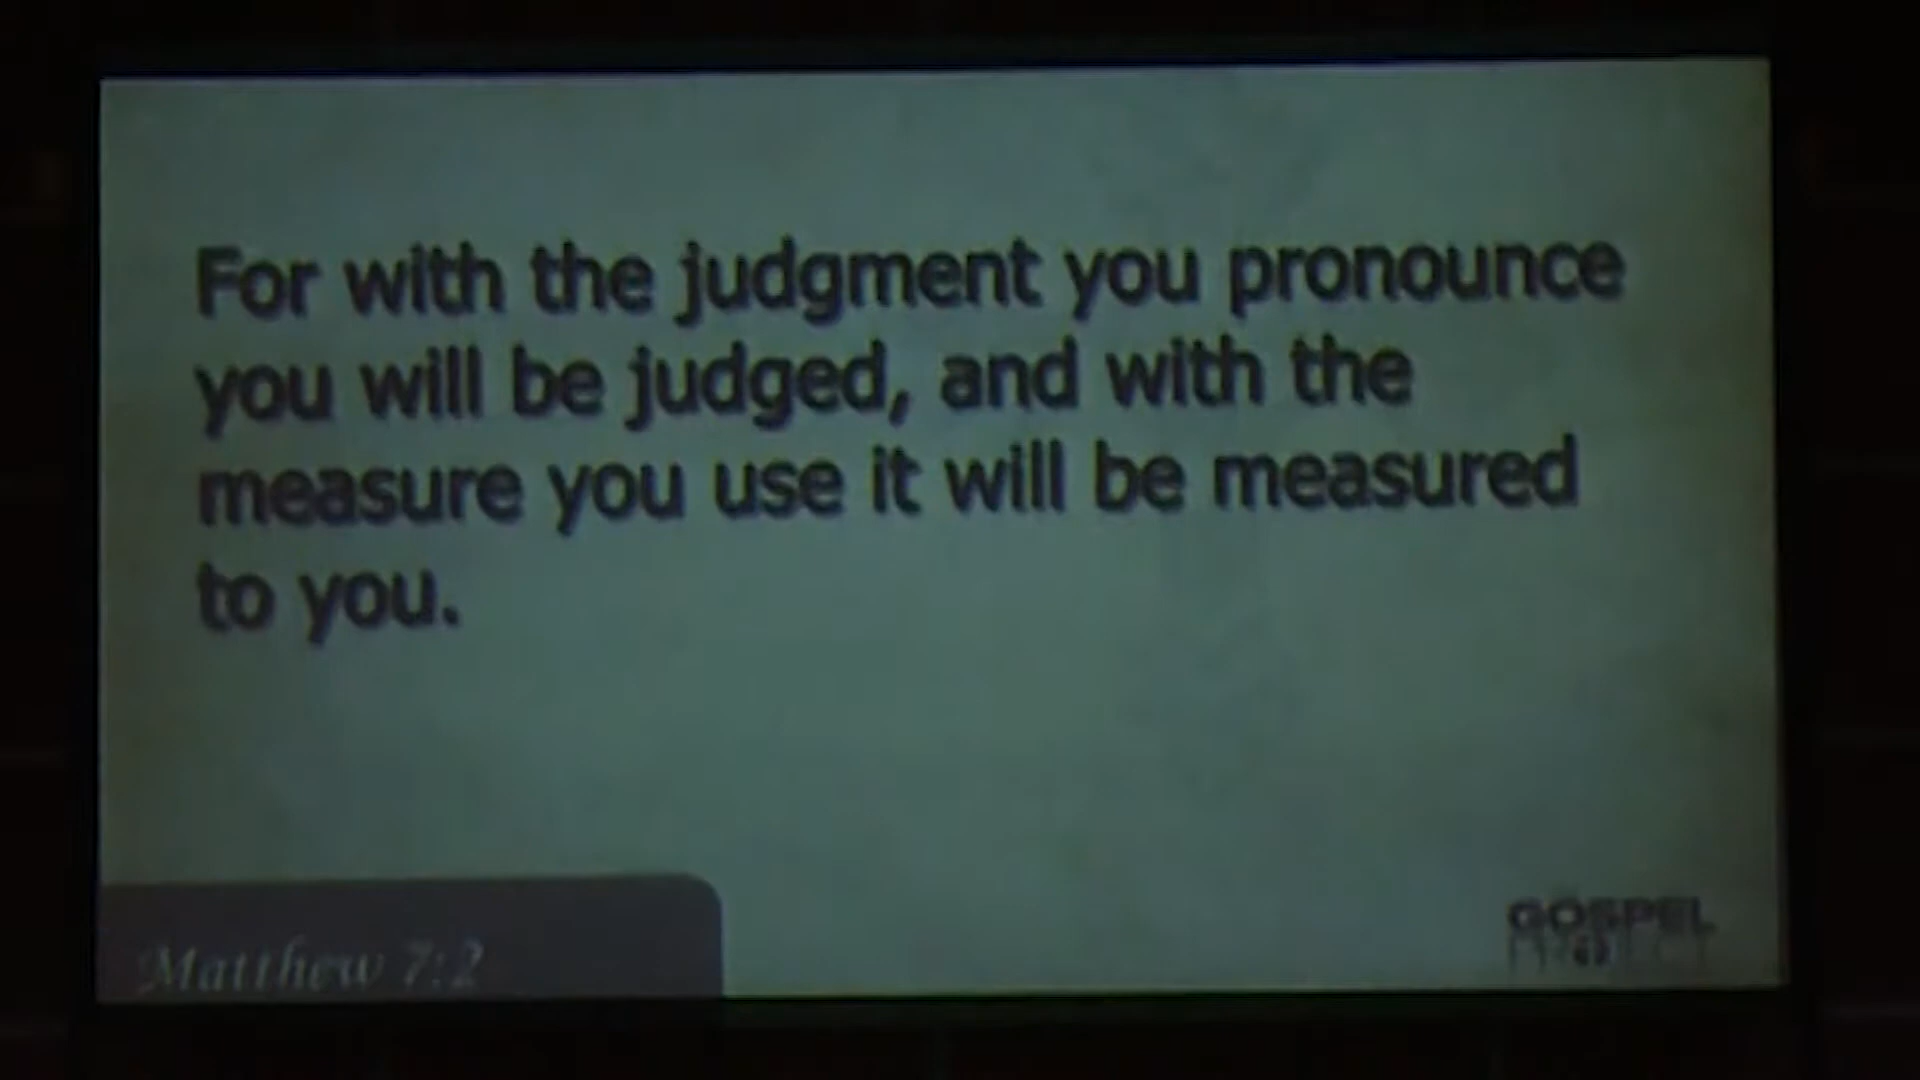 For with the judgment you pronounce
you will be judged, and with the
measure you use it will be measured
to you.
Matthew 7:2
GOSPEL
PROJECT